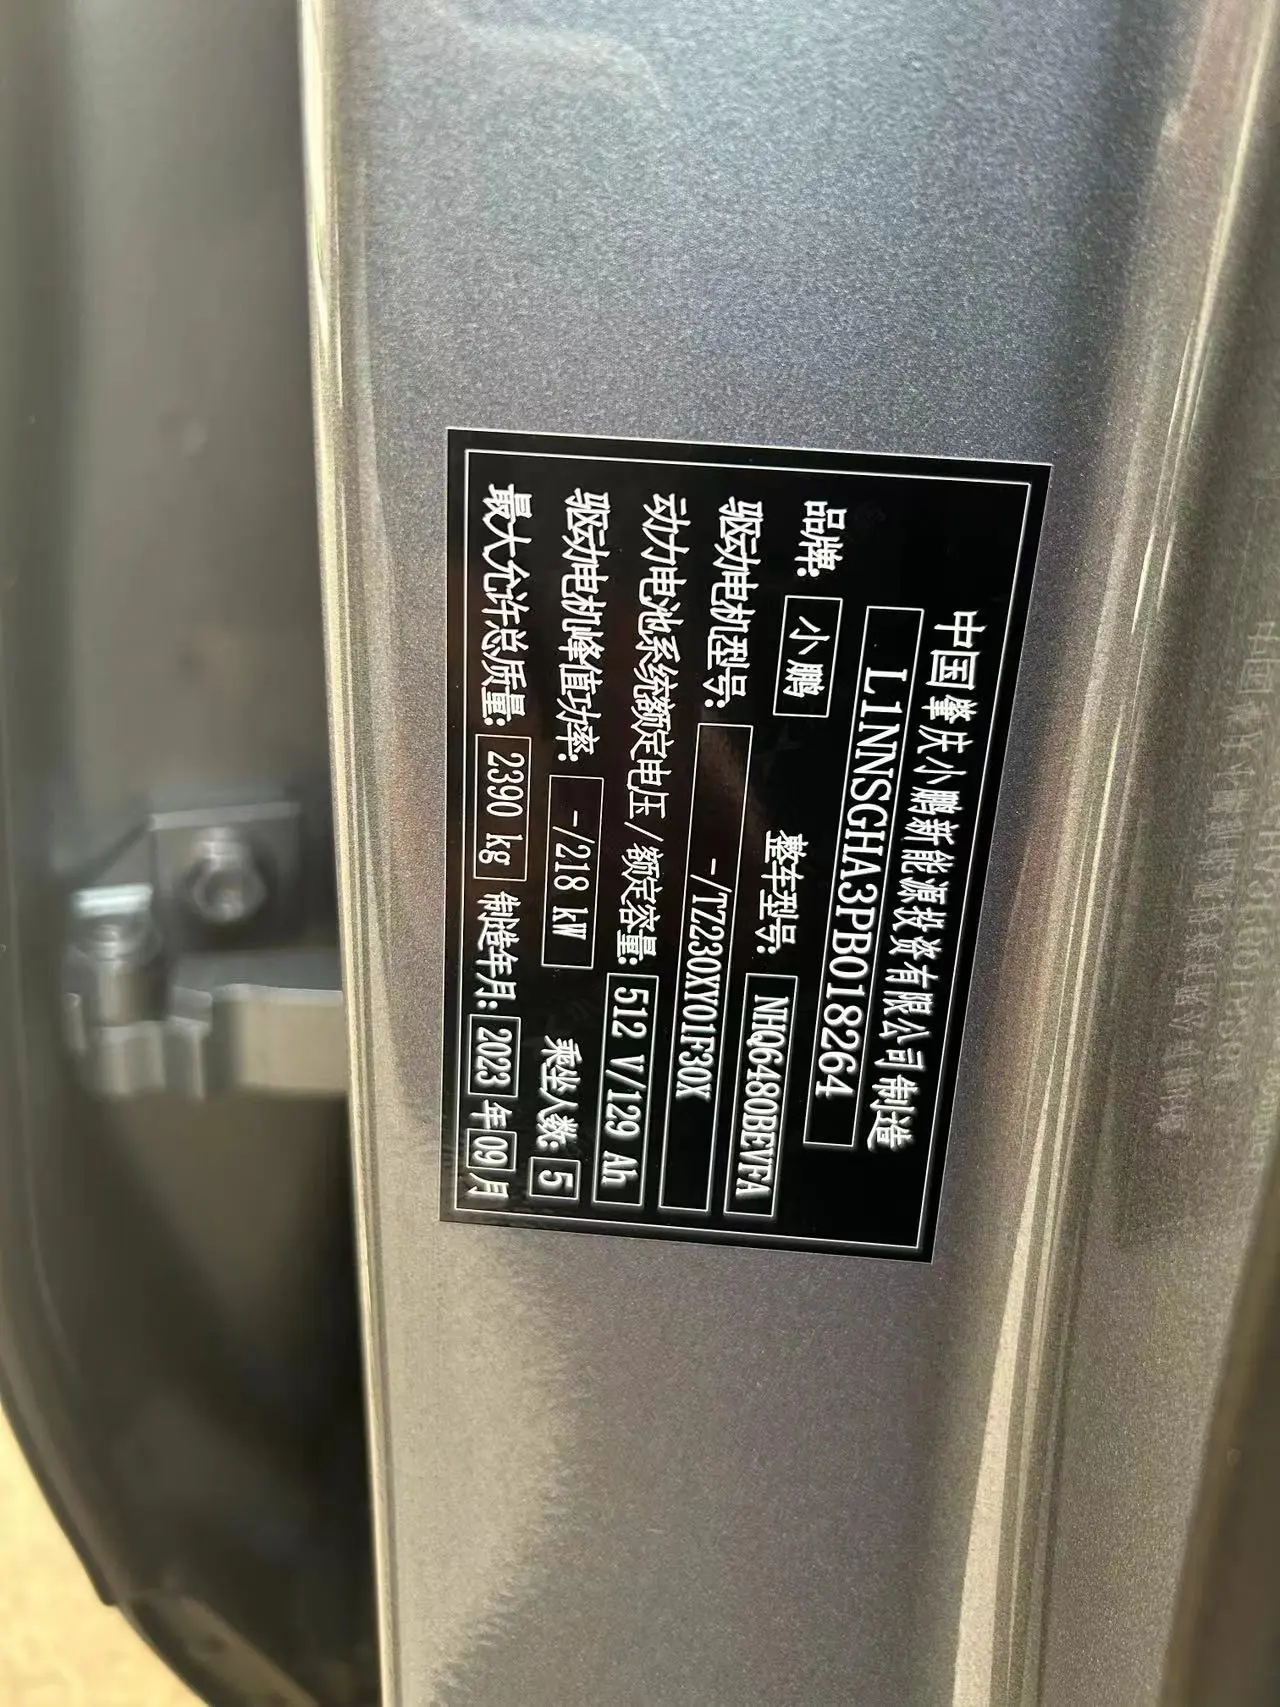 中国肇庆小鹏新能源投资有限公司 制造
L1NNSGHA3PB018264
品牌: 小鹏 整车型号: NHQ6480BEVFA
驱动电机型号: -/TZ230XY01F30X
动力电池系统额定电压/额定容量: 512 V/129 Ah
驱动电机峰值功率: -/218 kW 乘坐人数: 5
最大允许总质量: 2390 kg 制造年月: 2023 年 09 月